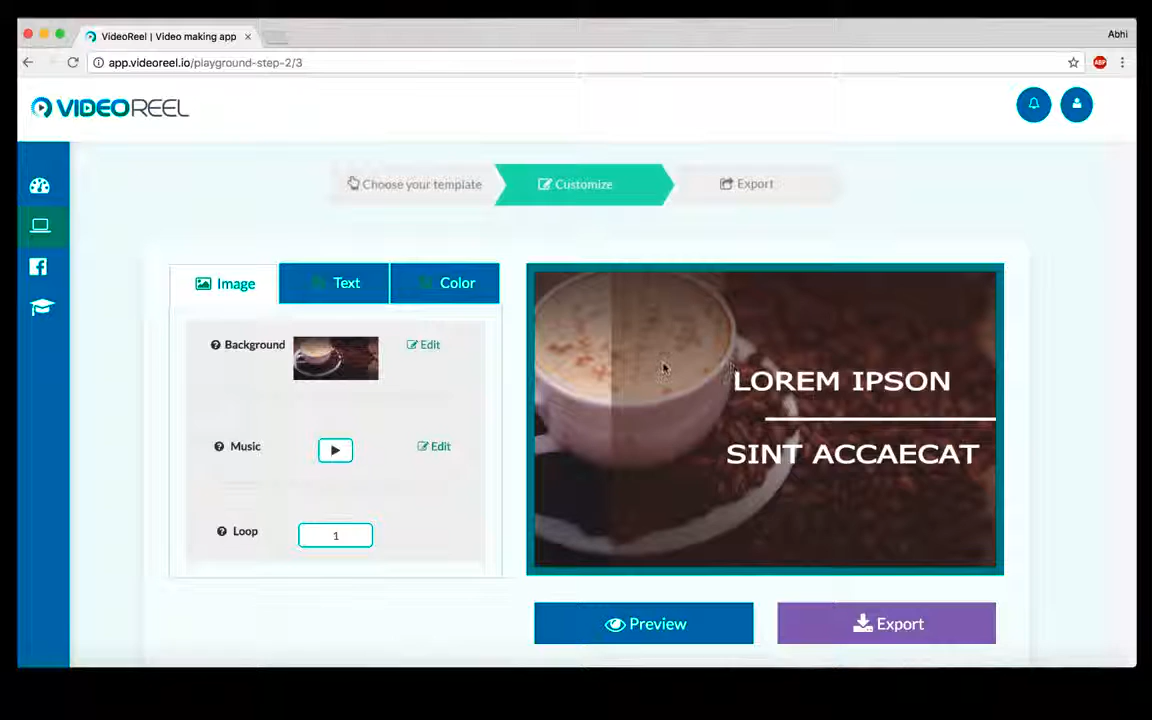 VideoReel | Video making app
Abhi
app.videoreel.io/playground-step-2/3
ABP
VIDEOREEL
Choose your template
Customize
Export
Image
Text
Color
Background
Edit
Music
Edit
Loop
1
LOREM IPSON
SINT ACCAECAT
Preview
Export